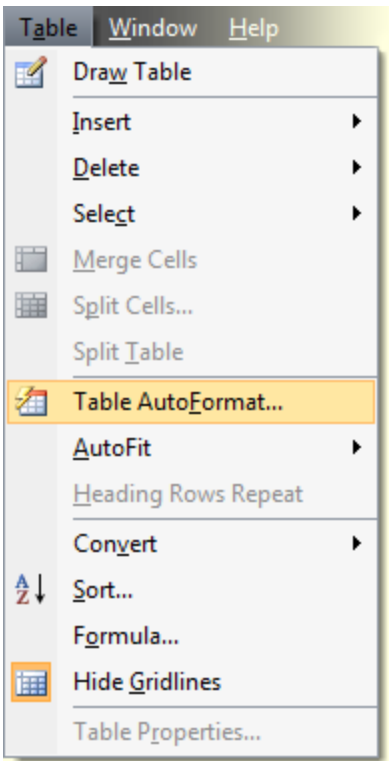 Table Window Help
Draw Table
Insert
Delete
Select
Merge Cells
Split Cells...
Split Table
Table AutoFormat...
AutoFit
Heading Rows Repeat
Convert
A
Z
Sort...
Formula...
Hide Gridlines
Table Properties...